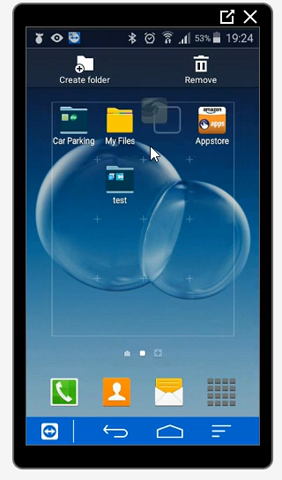 53% 19:24
Create folder Remove
amazon
apps
Car Parking My Files Appstore
test